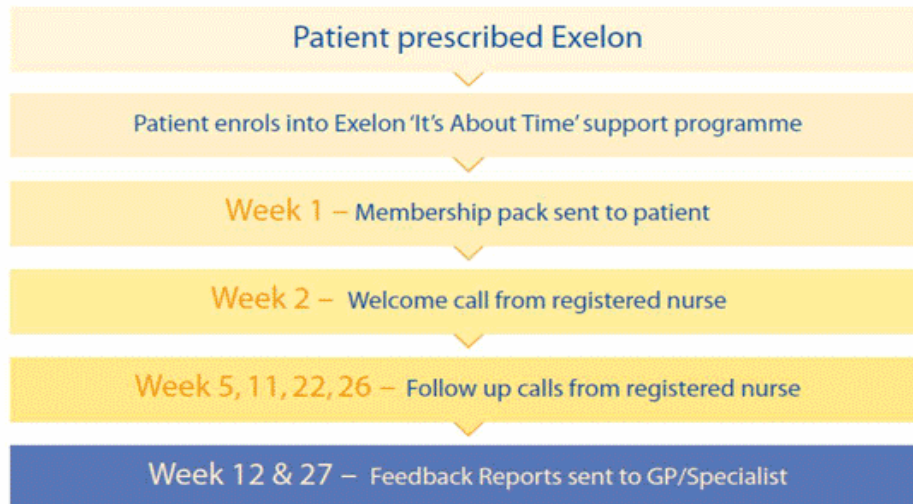 Patient prescribed Exelon
Patient enrols into Exelon ‘It’s About Time’ support programme
Week 1 – Membership pack sent to patient
Week 2 – Welcome call from registered nurse
Week 5, 11, 22, 26 – Follow up calls from registered nurse
Week 12 & 27 – Feedback Reports sent to GP/Specialist